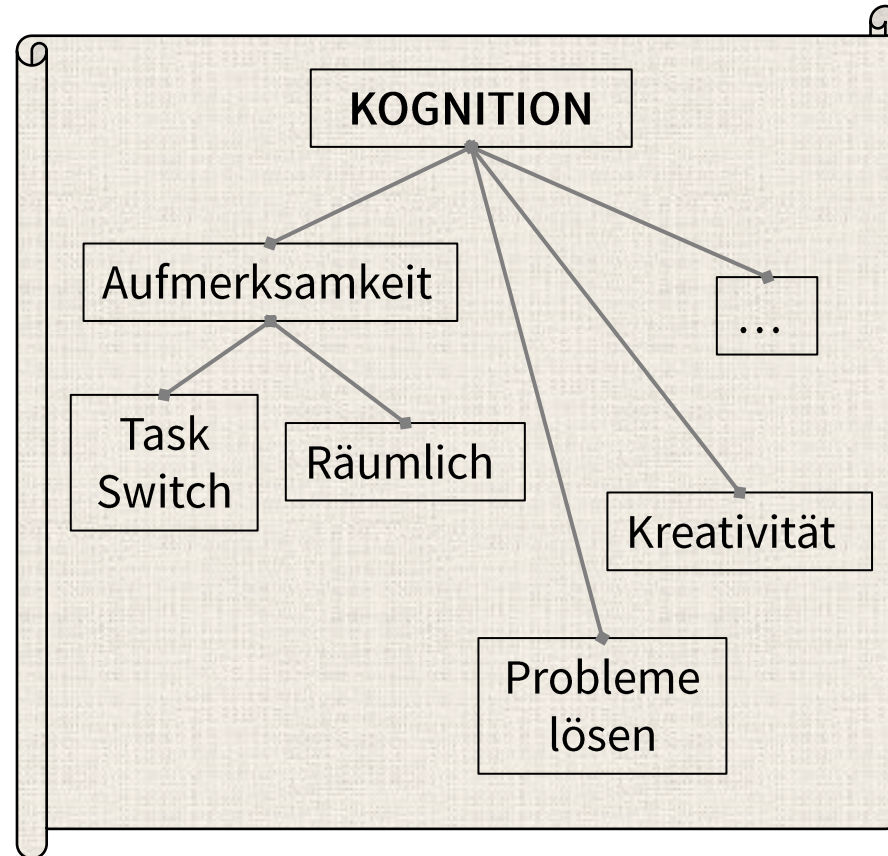 KOGNITION
Aufmerksamkeit
...
Task
Switch
Räumlich
Kreativität
Probleme
lösen